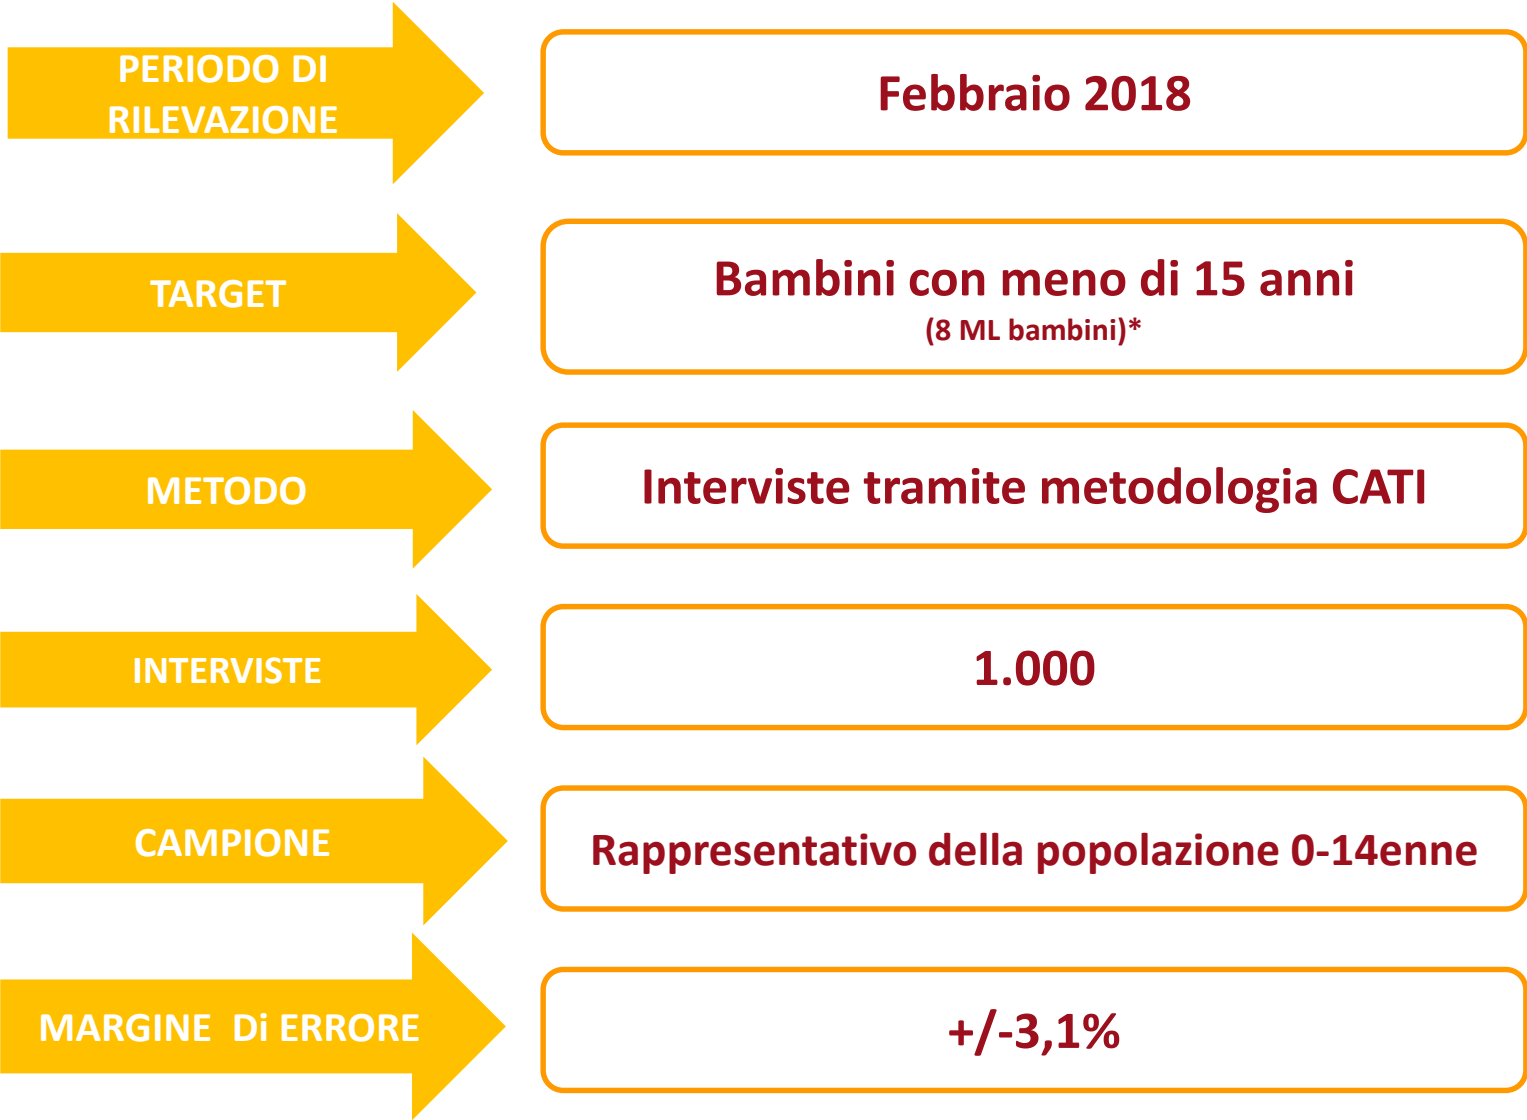 PERIODO DI
RILEVAZIONE
Febbraio 2018
TARGET
Bambini con meno di 15 anni
(8 ML bambini)*
METODO
Interviste tramite metodologia CATI
INTERVISTE
1.000
CAMPIONE
Rappresentativo della popolazione 0-14enne
MARGINE Di ERRORE
+/-3,1%